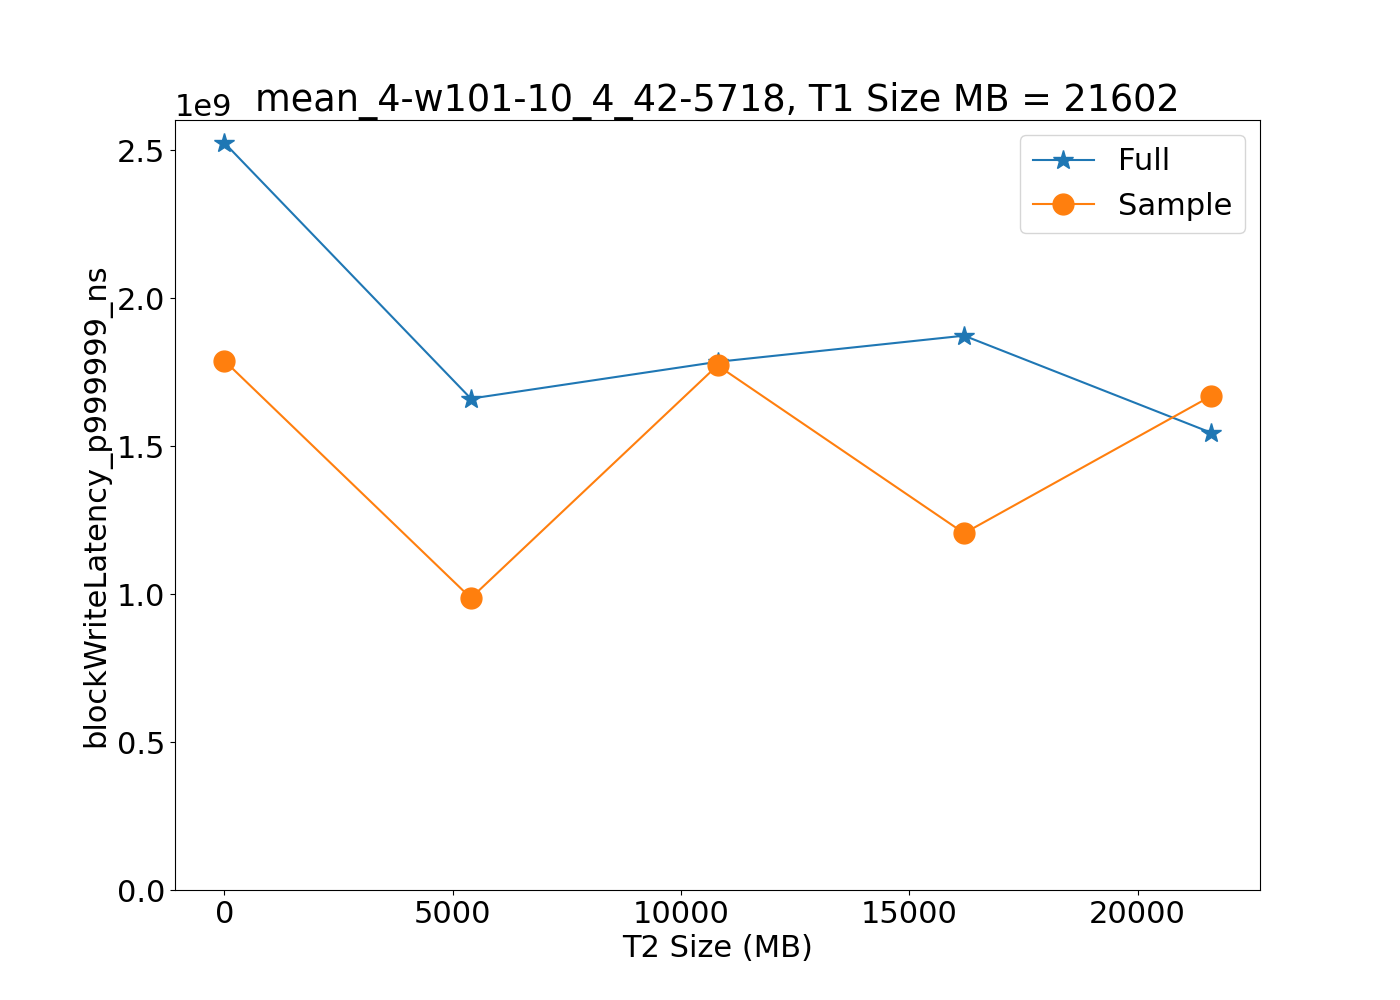 1e9
mean_4-w101-10_4_42-5718, T1 Size MB = 21602
Full
Sample
2.5
2.0
1.5
1.0
0.5
0.0
blockWriteLatency_p999999_ns
0 5000 10000 15000 20000
T2 Size (MB)